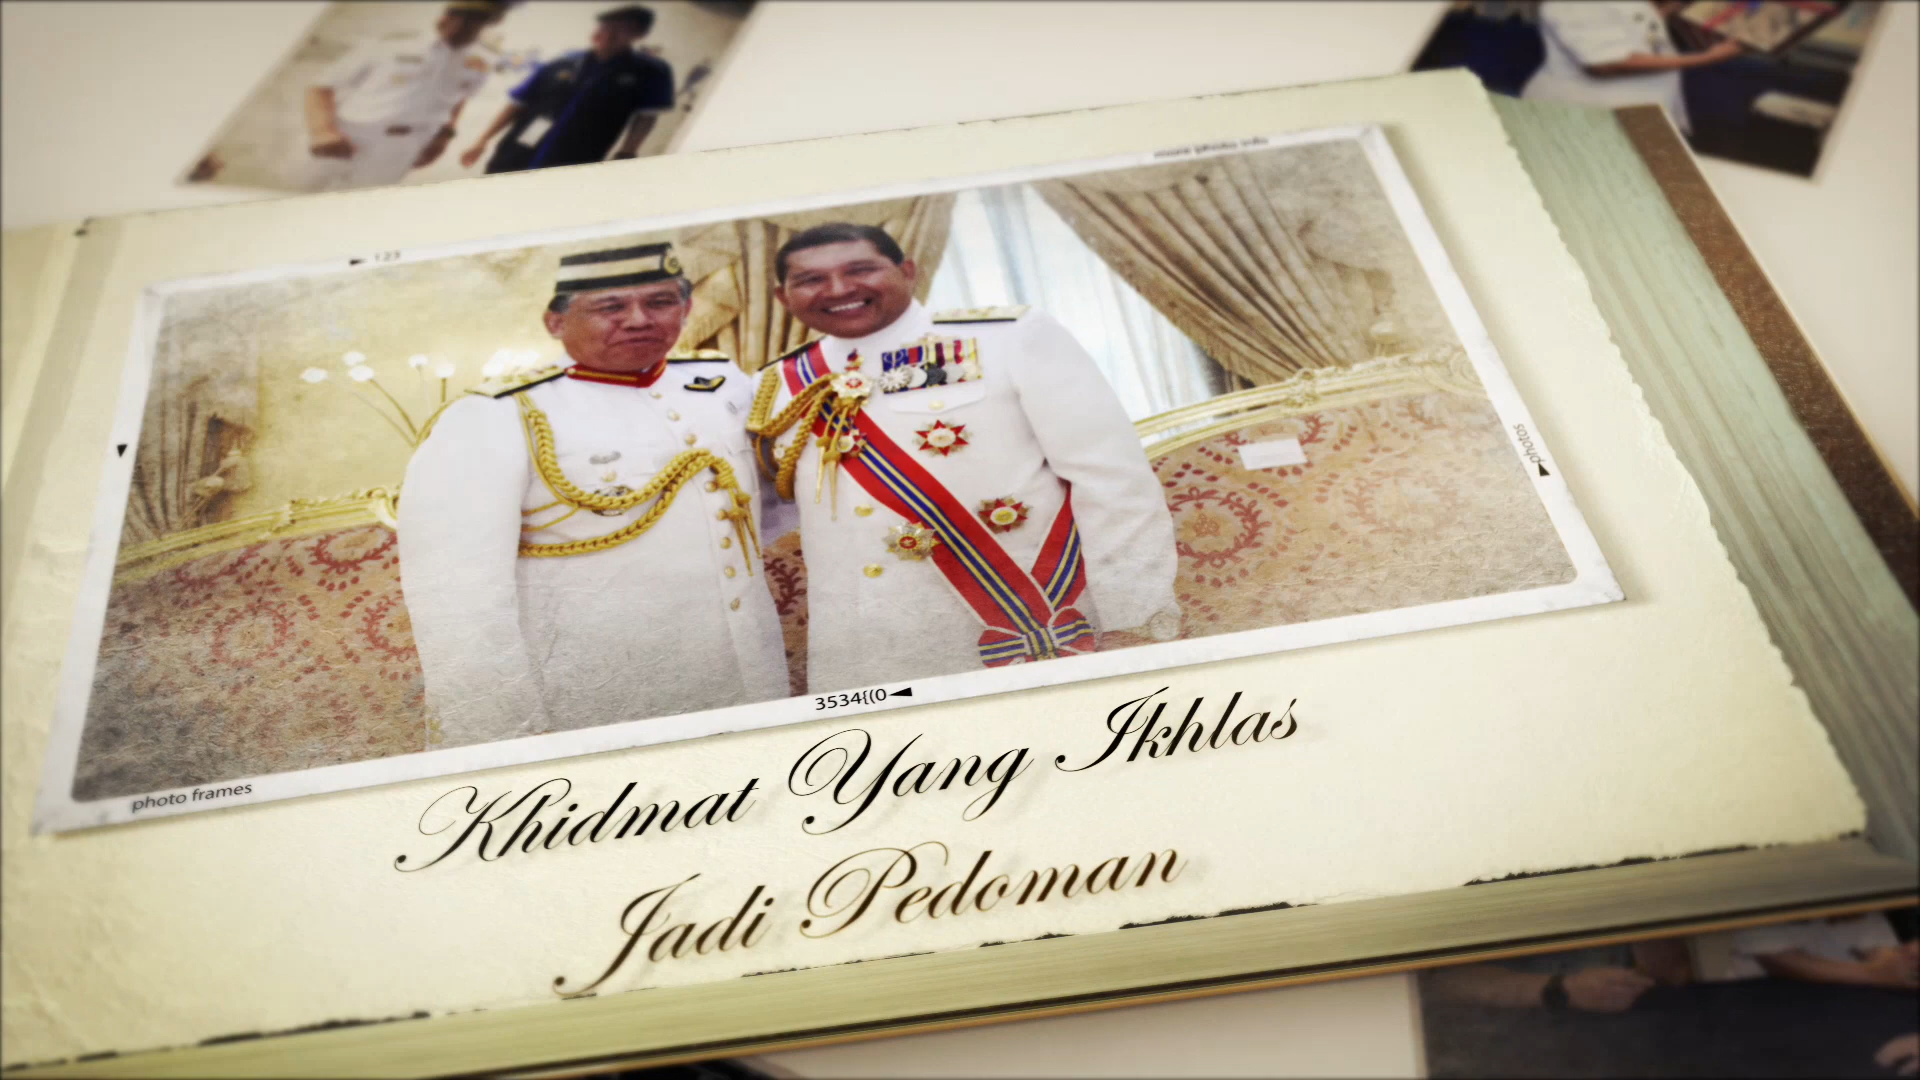 123
photos
3534{(0
photo frames
Khidmat Yang Ikhlas
Jadi Pedoman